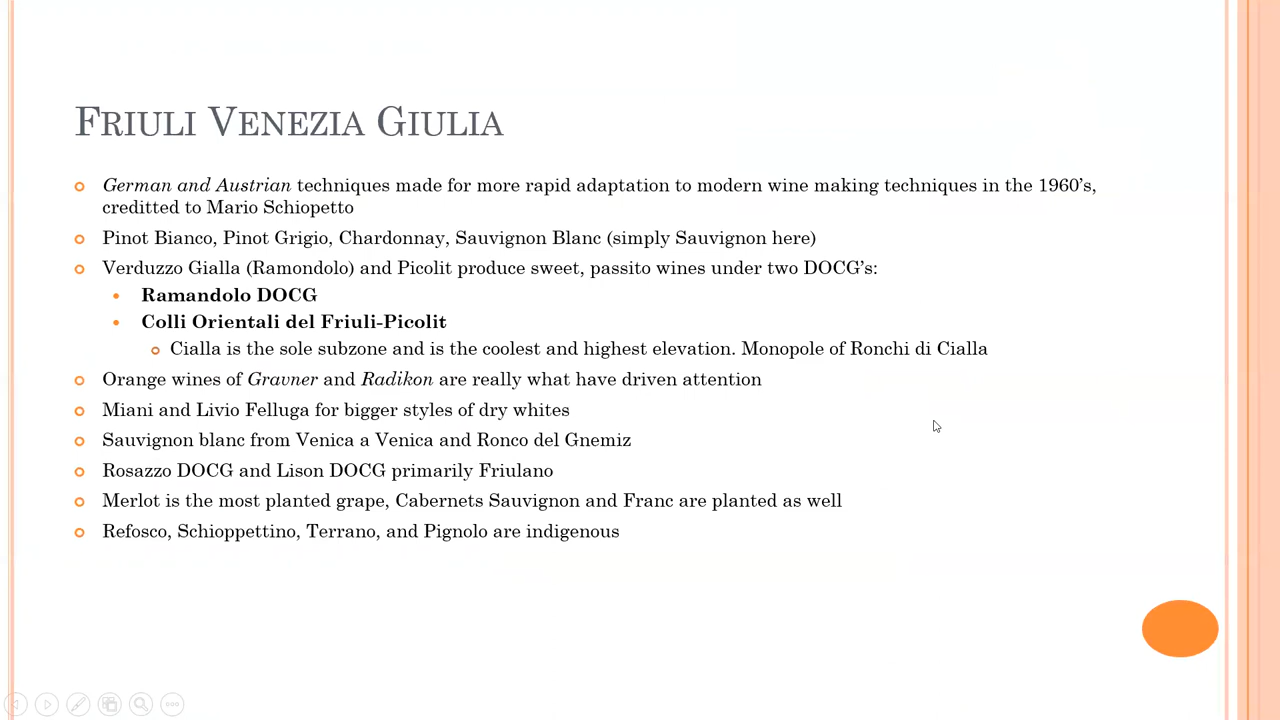 FRIULI VENEZIA GIULIA
German and Austrian techniques made for more rapid adaptation to modern wine making techniques in the 1960's,
creditted to Mario Schiopetto
Pinot Bianco, Pinot Grigio, Chardonnay, Sauvignon Blanc (simply Sauvignon here)
Verduzzo Gialla (Ramondolo) and Picolit produce sweet, passito wines under two DOCG's:
Ramandolo DOCG
Colli Orientali del Friuli-Picolit
Cialla is the sole subzone and is the coolest and highest elevation. Monopole of Ronchi di Cialla
Orange wines of Gravner and Radikon are really what have driven attention
Miani and Livio Felluga for bigger styles of dry whites
Sauvignon blanc from Venica a Venica and Ronco del Gnemiz
Rosazzo DOCG and Lison DOCG primarily Friulano
Merlot is the most planted grape, Cabernets Sauvignon and Franc are planted as well
Refosco, Schioppettino, Terrano, and Pignolo are indigenous